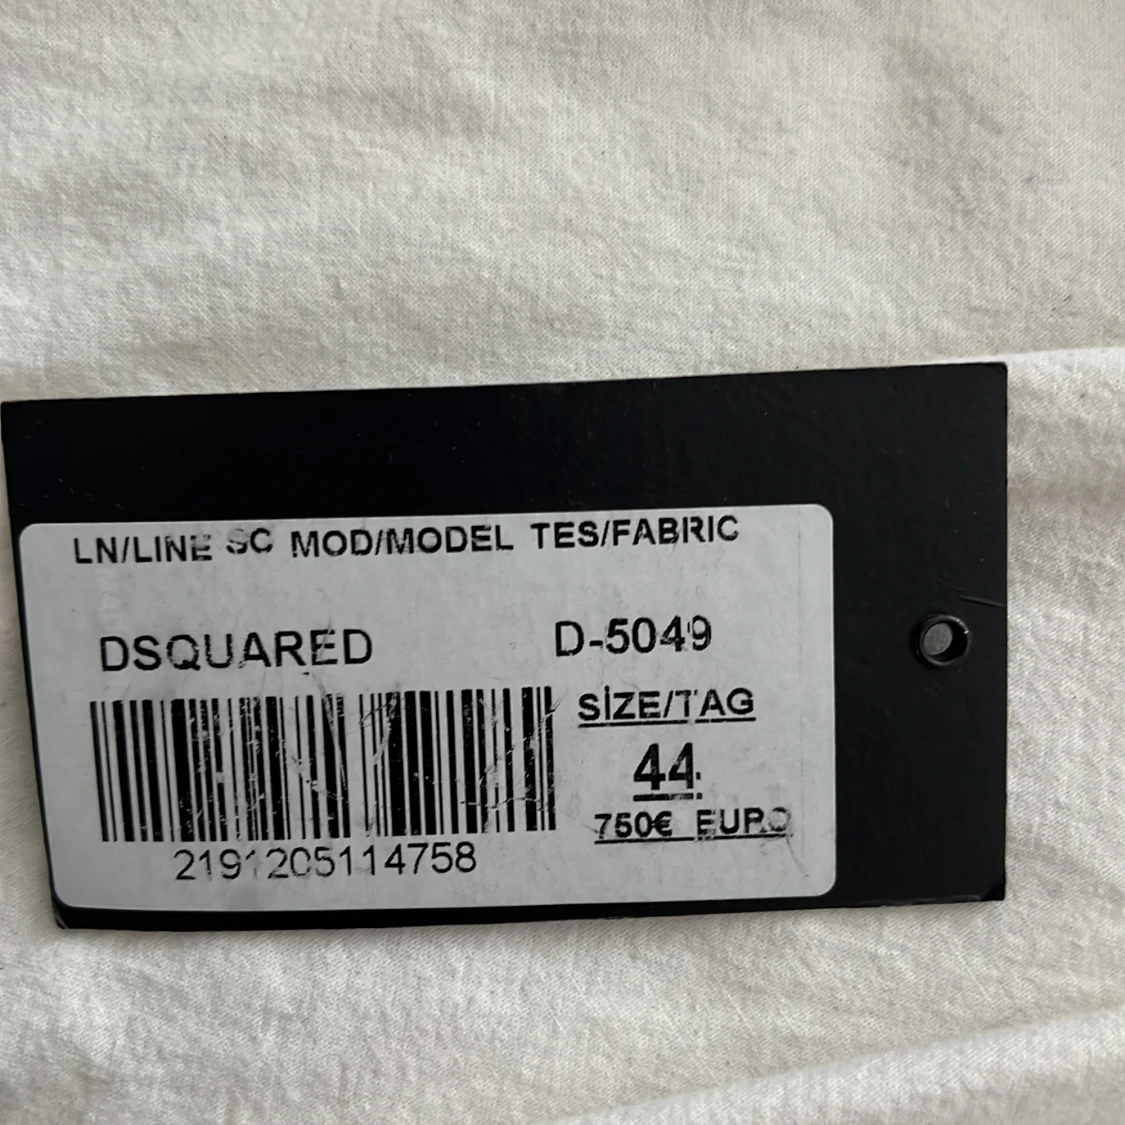 LN/LINE SC MOD/MODEL TES/FABRIC
DSQUARED D-5049
SİZE/TAG
44
750€ EURO
2191205114758